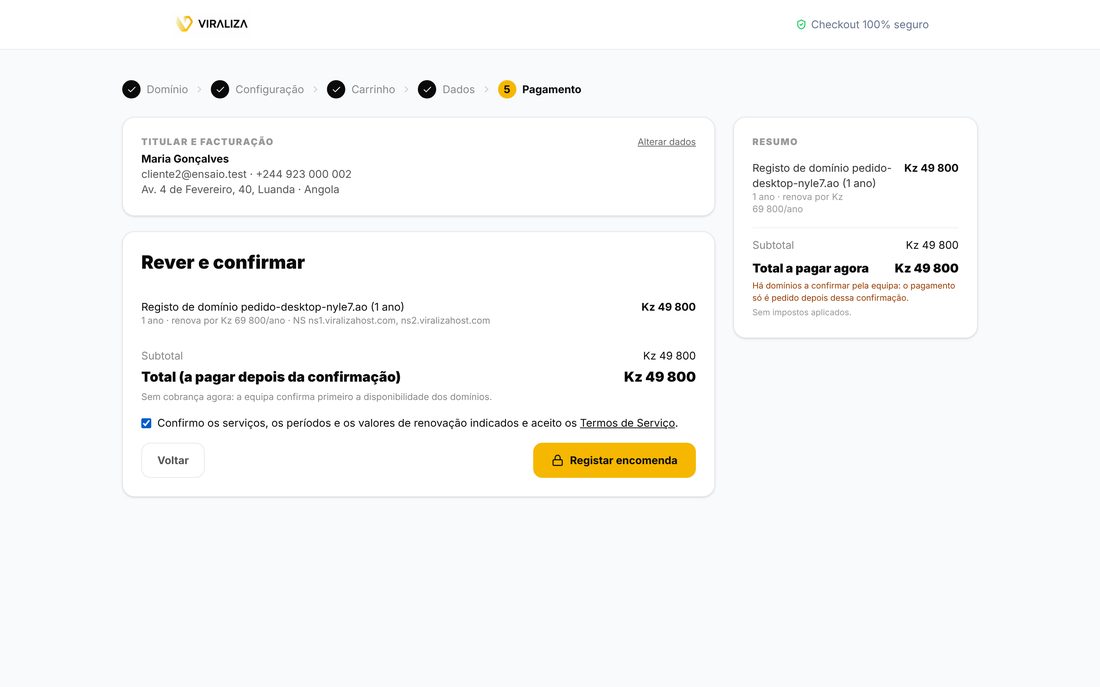 VIRALIZA
Checkout 100% seguro
Domínio
Configuração
Carrinho
Dados
5 Pagamento
TITULAR E FACTURAÇÃO
Alterar dados
Maria Gonçalves
cliente2@ensaio.test · +244 923 000 002
Av. 4 de Fevereiro, 40, Luanda · Angola
Rever e confirmar
Registo de domínio pedido-desktop-nyle7.ao (1 ano) Kz 49 800
1 ano · renova por Kz 69 800/ano · NS ns1.viralizahost.com, ns2.viralizahost.com
Subtotal Kz 49 800
Total (a pagar depois da confirmação) Kz 49 800
Sem cobrança agora: a equipa confirma primeiro a disponibilidade dos domínios.
Confirmo os serviços, os períodos e os valores de renovação indicados e aceito os Termos de Serviço.
Voltar
Registar encomenda
RESUMO
Registo de domínio pedido- Kz 49 800
desktop-nyle7.ao (1 ano)
1 ano · renova por Kz
69 800/ano
Subtotal Kz 49 800
Total a pagar agora Kz 49 800
Há domínios a confirmar pela equipa: o pagamento
só é pedido depois dessa confirmação.
Sem impostos aplicados.